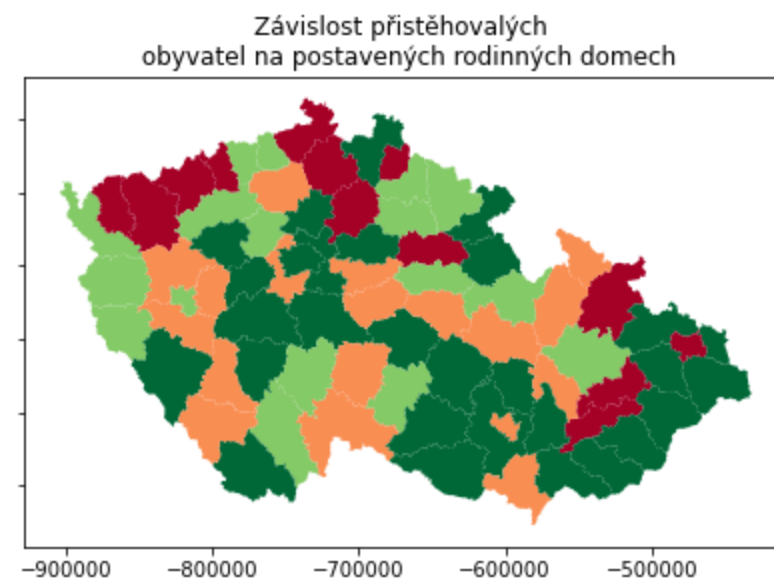 Závislost přistěhovalých
obyvatel na postavených rodinných domech
−900000 −800000 −700000 −600000 −500000